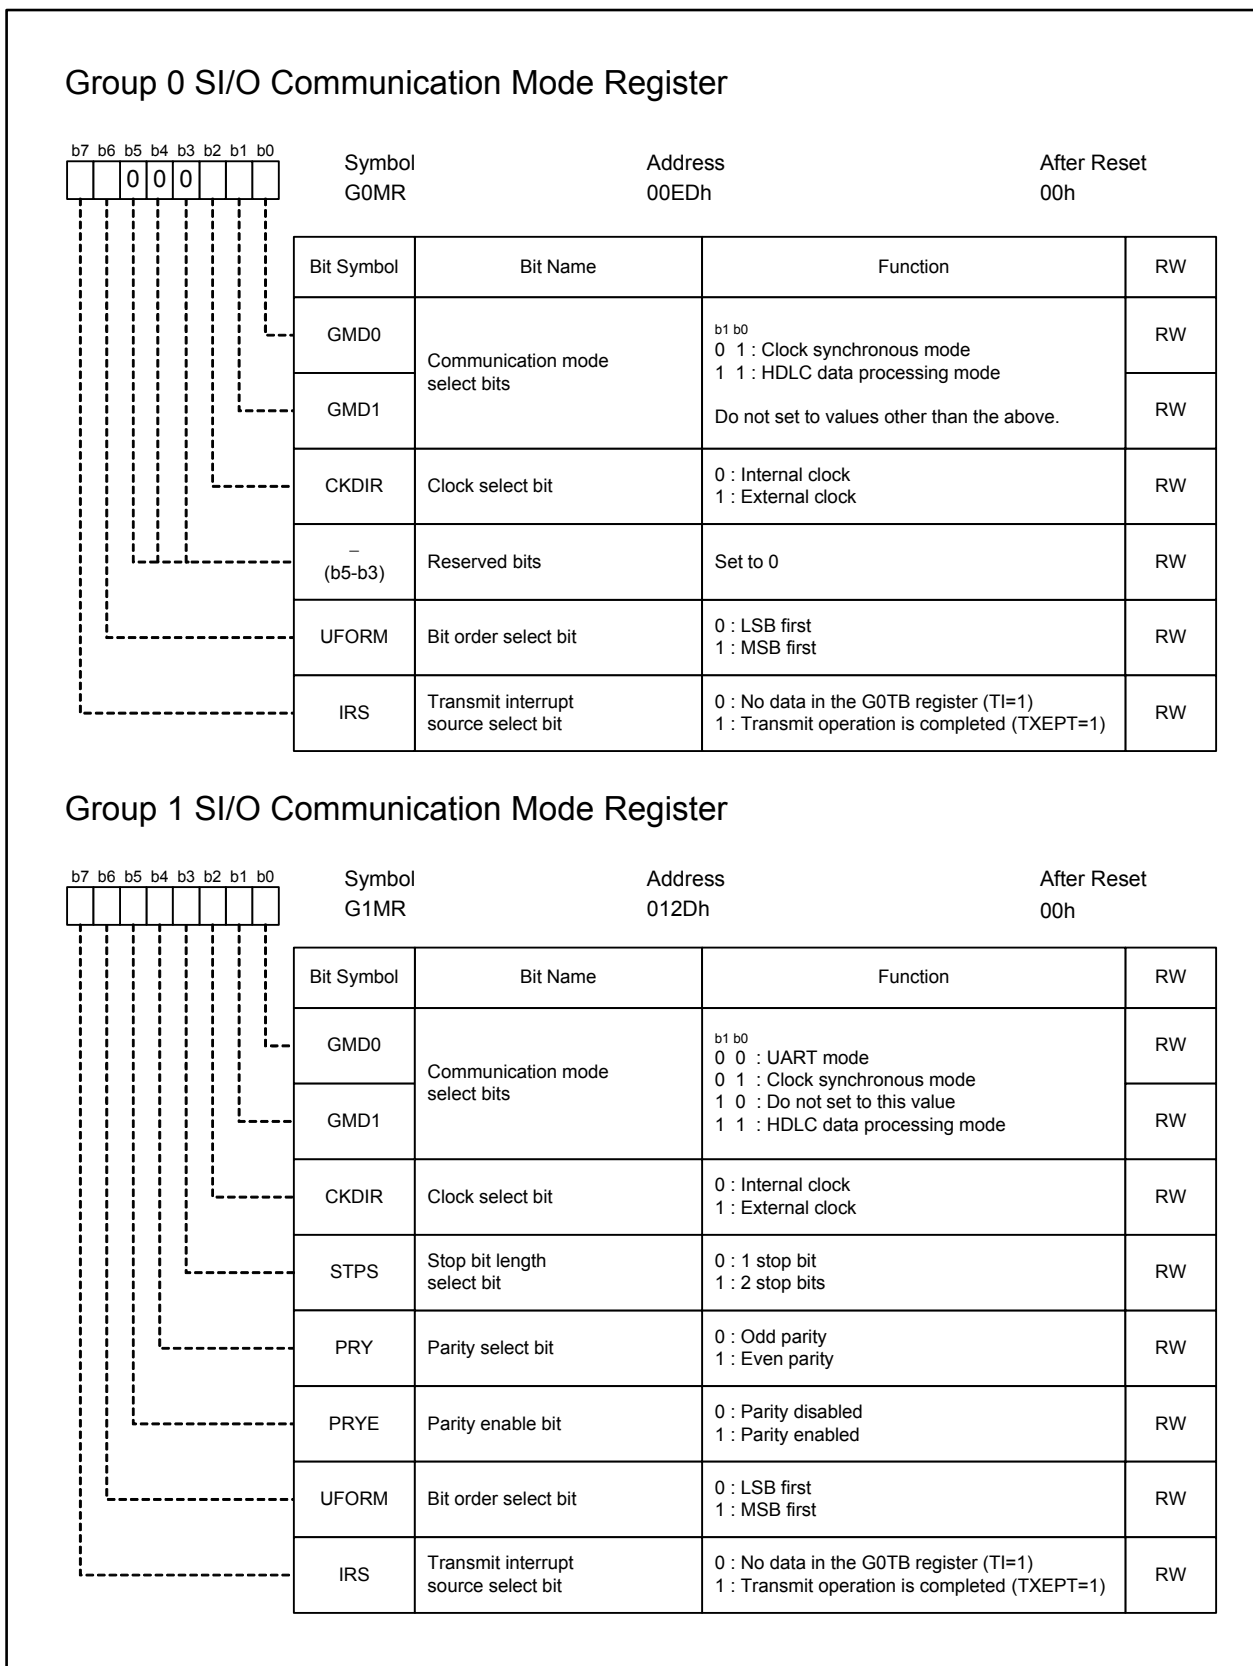 Group 0 SI/O Communication Mode Register
b7 b6 b5 b4 b3 b2 b1 b0
0 0 0
Symbol Address After Reset
G0MR 00EDh 00h
Bit Symbol Bit Name Function RW
GMD0 RW
GMD1 RW
Communication mode
select bits
b1 b0
0 1 : Clock synchronous mode
1 1 : HDLC data processing mode
Do not set to values other than the above.
CKDIR Clock select bit RW
0 : Internal clock
1 : External clock
–
(b5-b3) Reserved bits Set to 0 RW
UFORM Bit order select bit RW
0 : LSB first
1 : MSB first
IRS RW
Transmit interrupt
source select bit
0 : No data in the G0TB register (TI=1)
1 : Transmit operation is completed (TXEPT=1)
Group 1 SI/O Communication Mode Register
b7 b6 b5 b4 b3 b2 b1 b0
Symbol Address After Reset
G1MR 012Dh 00h
Bit Symbol Bit Name Function RW
GMD0 RW
GMD1 RW
Communication mode
select bits
b1 b0
0 0 : UART mode
0 1 : Clock synchronous mode
1 0 : Do not set to this value
1 1 : HDLC data processing mode
CKDIR Clock select bit RW
0 : Internal clock
1 : External clock
STPS RW
Stop bit length
select bit
0 : 1 stop bit
1 : 2 stop bits
PRY Parity select bit RW
0 : Odd parity
1 : Even parity
PRYE Parity enable bit RW
0 : Parity disabled
1 : Parity enabled
UFORM Bit order select bit RW
0 : LSB first
1 : MSB first
IRS RW
Transmit interrupt
source select bit
0 : No data in the G0TB register (TI=1)
1 : Transmit operation is completed (TXEPT=1)